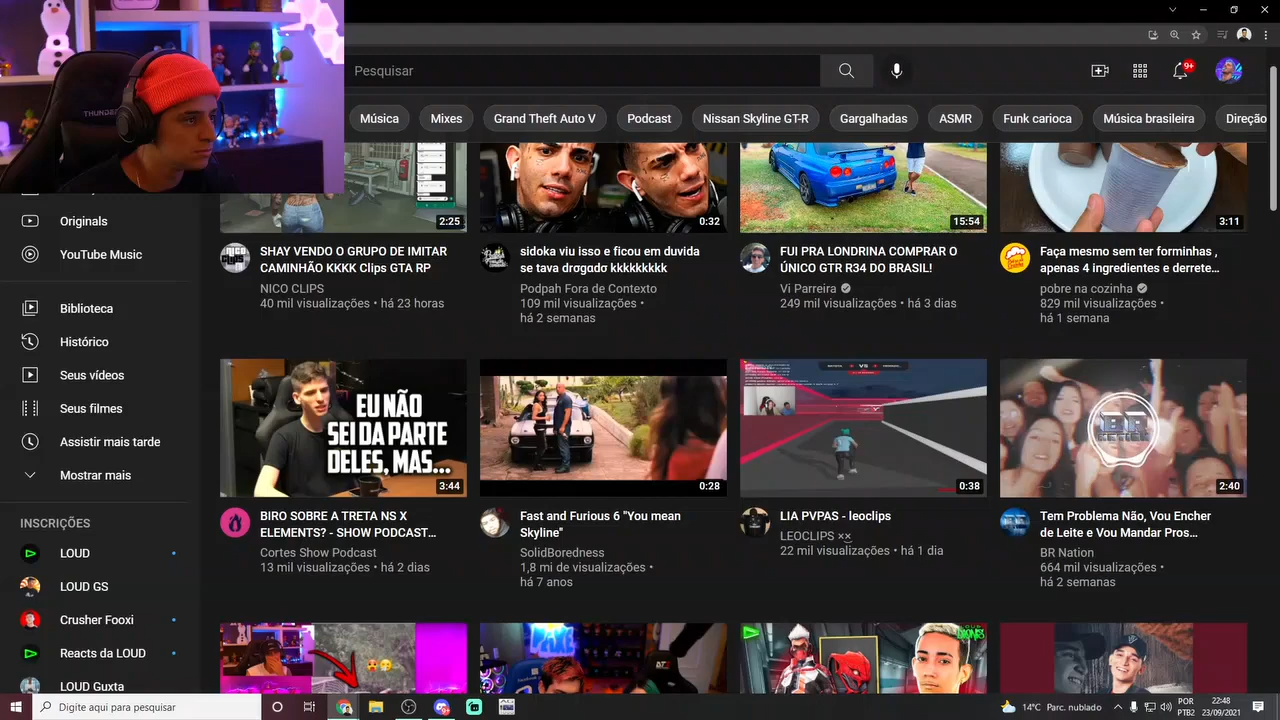 THUNDER
Pesquisar
9+
Música
Mixes
Grand Theft Auto V
Podcast
Nissan Skyline GT-R
Gargalhadas
ASMR
Funk carioca
Música brasileira
Direção
Originals
YouTube Music
Biblioteca
Histórico
Seus vídeos
Seus filmes
Assistir mais tarde
Mostrar mais
INSCRIÇÕES
LOUD
LOUD GS
Crusher Fooxi
Reacts da LOUD
LOUD Guxta
2:25
SHAY VENDO O GRUPO DE IMITAR
CAMINHÃO KKKK Clips GTA RP
NICO CLIPS
40 mil visualizações • há 23 horas
0:32
sidoka viu isso e ficou em duvida
se tava drogado kkkkkkkkk
Podpah Fora de Contexto
109 mil visualizações •
há 2 semanas
15:54
FUI PRA LONDRINA COMPRAR O
ÚNICO GTR R34 DO BRASIL!
Vi Parreira
249 mil visualizações • há 3 dias
3:11
Faça mesmo sem ter forminhas ,
apenas 4 ingredientes e derrete...
pobre na cozinha
829 mil visualizações •
há 1 semana
EU NÃO
SEI DA PARTE
DELES, MAS...
3:44
BIRO SOBRE A TRETA NS X
ELEMENTS? - SHOW PODCAST...
Cortes Show Podcast
13 mil visualizações • há 2 dias
0:28
Fast and Furious 6 "You mean
Skyline"
SolidBoredness
1,8 mi de visualizações •
há 7 anos
VS
0:38
LIA PVPAS - leoclips
LEOCLIPS
22 mil visualizações • há 1 dia
BR
2:40
Tem Problema Não, Vou Encher
de Leite e Vou Mandar Pros...
BR Nation
664 mil visualizações •
há 2 semanas
Digite aqui para pesquisar
14°C Parc. nublado
POR
PTB2
22:48
23/09/2021